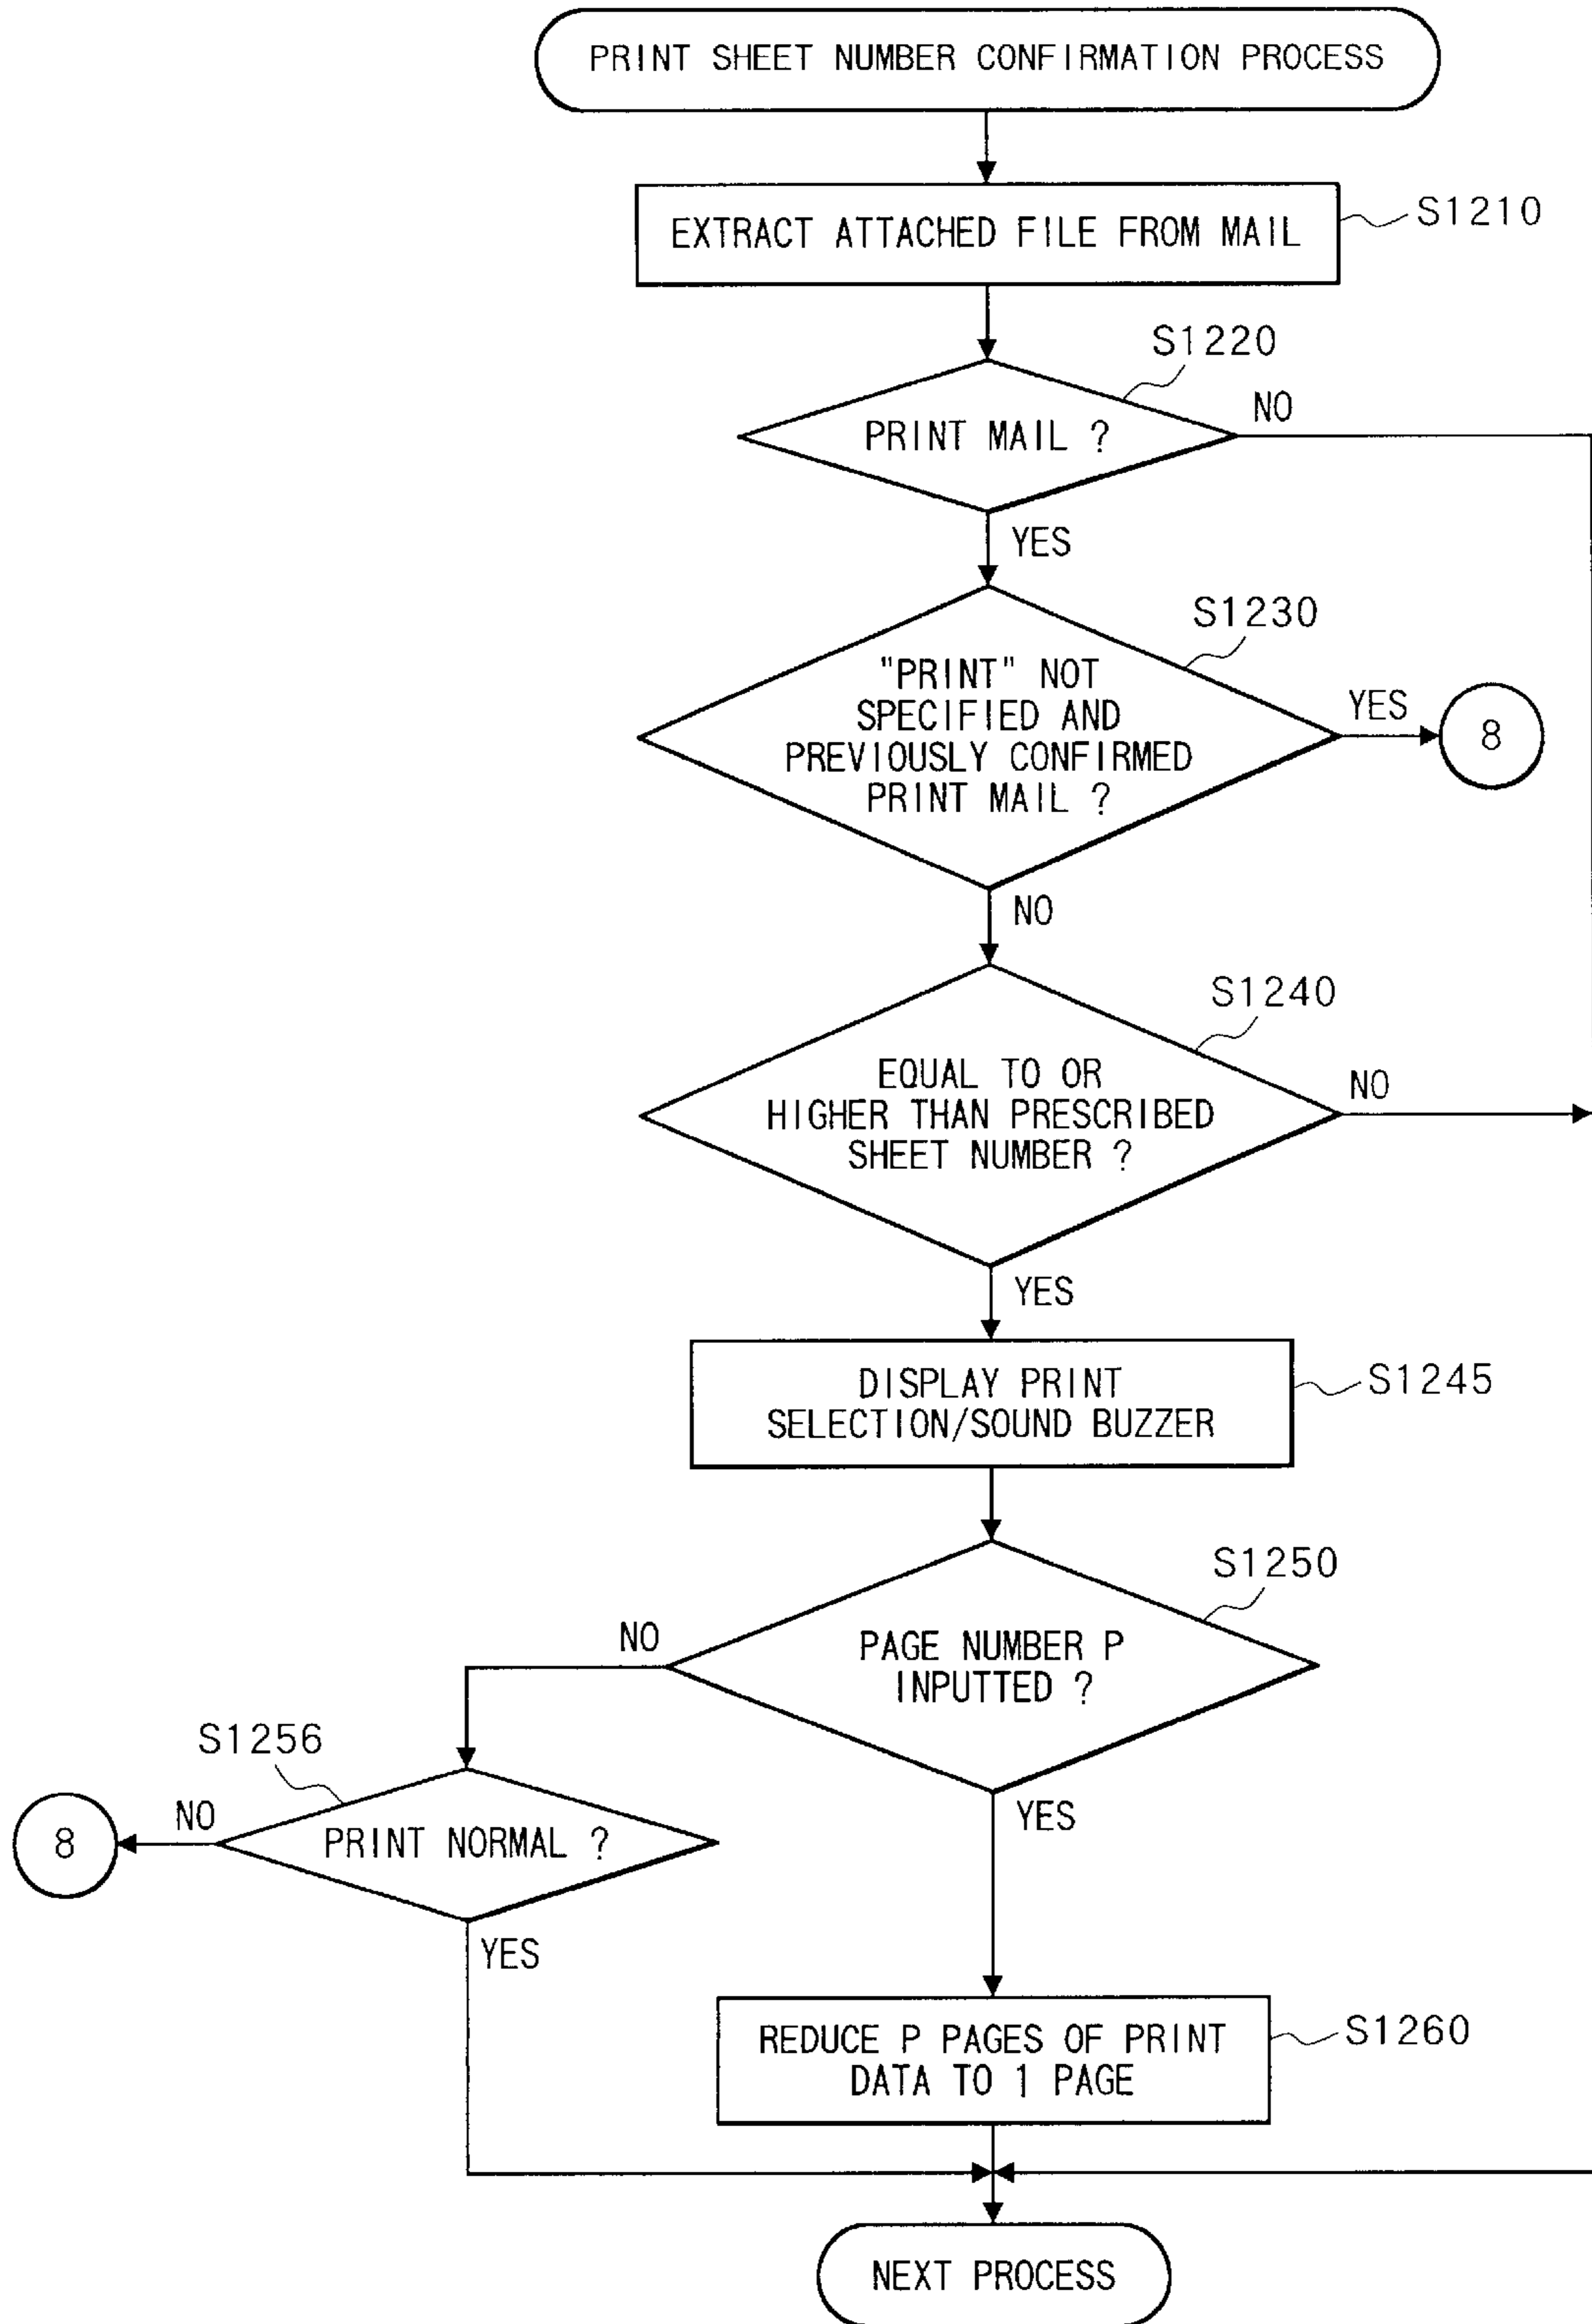 PRINT SHEET NUMBER CONFIRMATION PROCESS
EXTRACT ATTACHED FILE FROM MAIL
S1210
S1220
PRINT MAIL ?
NO
YES
S1230
"PRINT" NOT
SPECIFIED AND
PREVIOUSLY CONFIRMED
PRINT MAIL ?
YES
8
NO
S1240
EQUAL TO OR
HIGHER THAN PRESCRIBED
SHEET NUMBER ?
NO
YES
DISPLAY PRINT
SELECTION/SOUND BUZZER
S1245
S1250
PAGE NUMBER P
INPUTTED ?
NO
YES
S1256
PRINT NORMAL ?
NO
8
YES
REDUCE P PAGES OF PRINT
DATA TO 1 PAGE
S1260
NEXT PROCESS